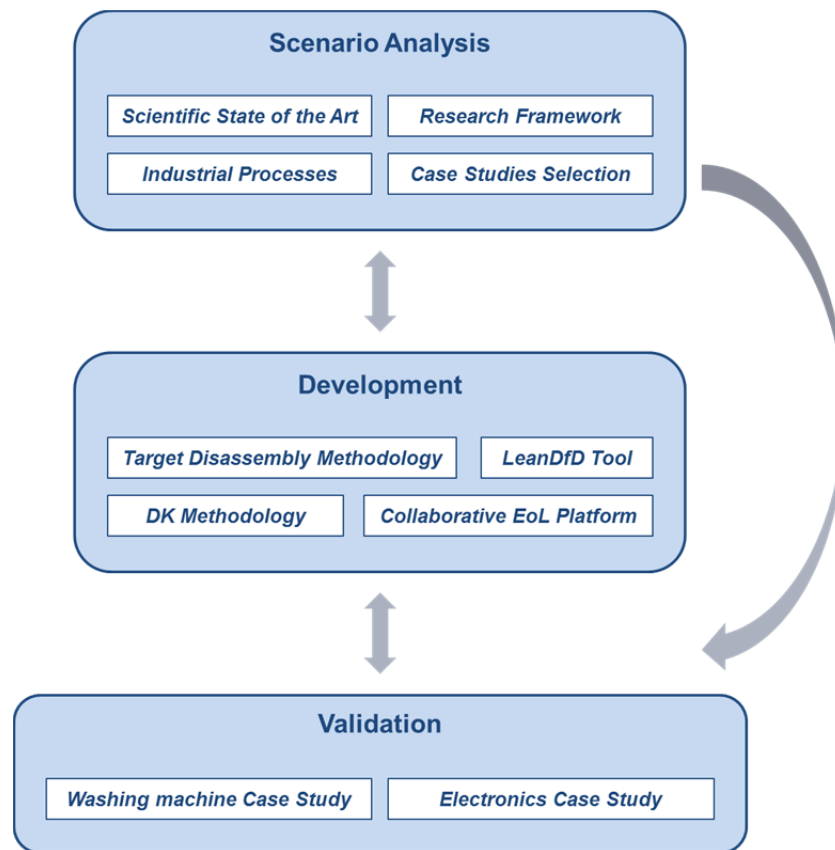 Scenario Analysis
Scientific State of the Art
Research Framework
Industrial Processes
Case Studies Selection
Development
Target Disassembly Methodology
LeanDfD Tool
DK Methodology
Collaborative EoL Platform
Validation
Washing machine Case Study
Electronics Case Study